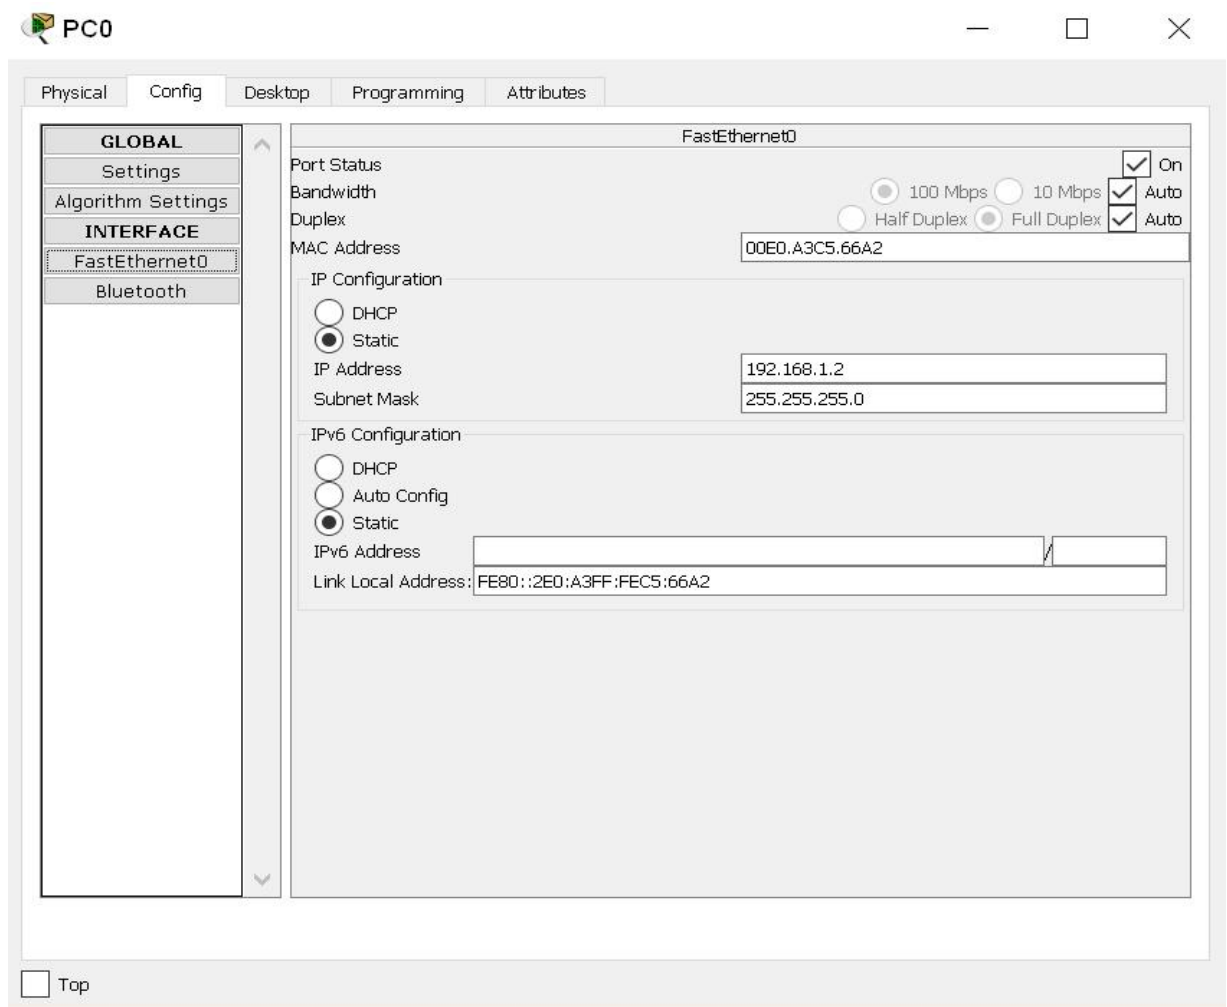 PC0
Physical Config Desktop Programming Attributes
GLOBAL
Settings
Algorithm Settings
INTERFACE
FastEthernet0
Bluetooth
FastEthernet0
Port Status On
Bandwidth 100 Mbps 10 Mbps Auto
Duplex Half Duplex Full Duplex Auto
MAC Address 00E0.A3C5.66A2
IP Configuration
DHCP
Static
IP Address 192.168.1.2
Subnet Mask 255.255.255.0
IPv6 Configuration
DHCP
Auto Config
Static
IPv6 Address /
Link Local Address: FE80::2E0:A3FF:FEC5:66A2
Top